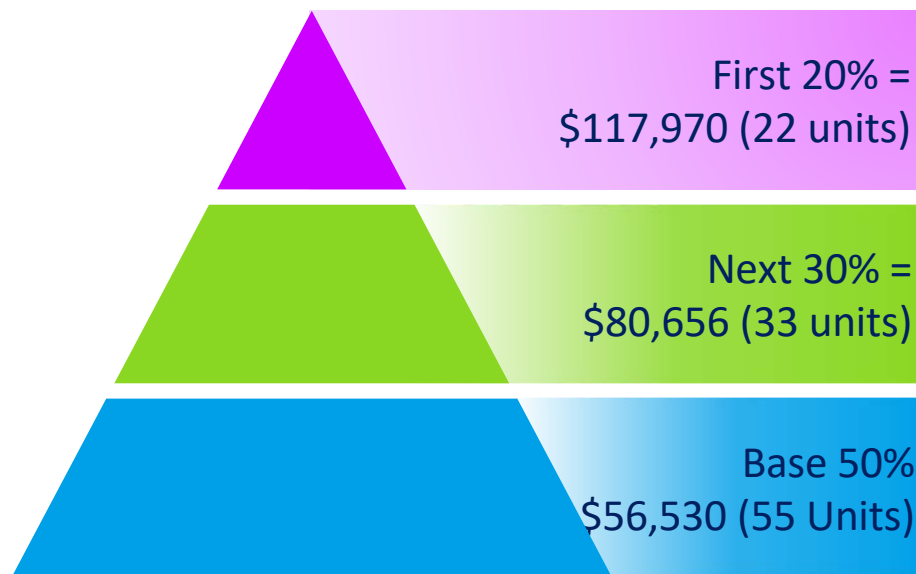 First 20% =
$117,970 (22 units)
Next 30% =
$80,656 (33 units)
Base 50%
$56,530 (55 Units)